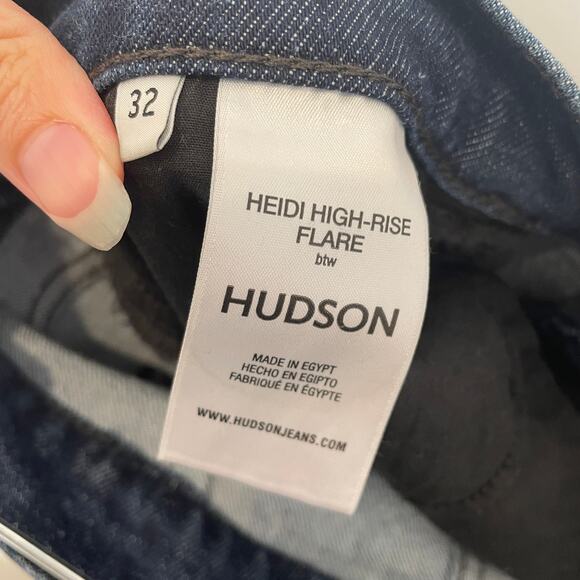 32
HEIDI HIGH-RISE
FLARE
btw
HUDSON
MADE IN EGYPT
HECHO EN EGIPTO
FABRIQUÉ EN ÉGYPTE
WWW.HUDSONJEANS.COM